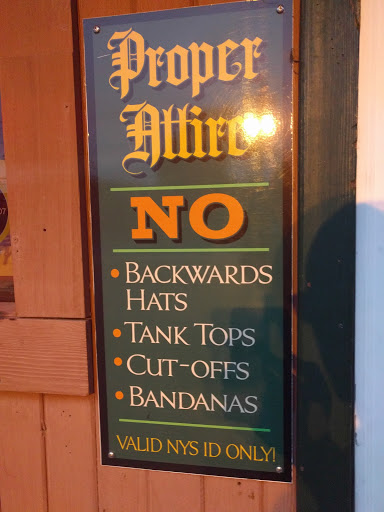 Proper
Attire
NO
• BACKWARDS
HATS
• TANK TOPS
• CUT-OFFS
• BANDANAS
VALID NYS ID ONLY!